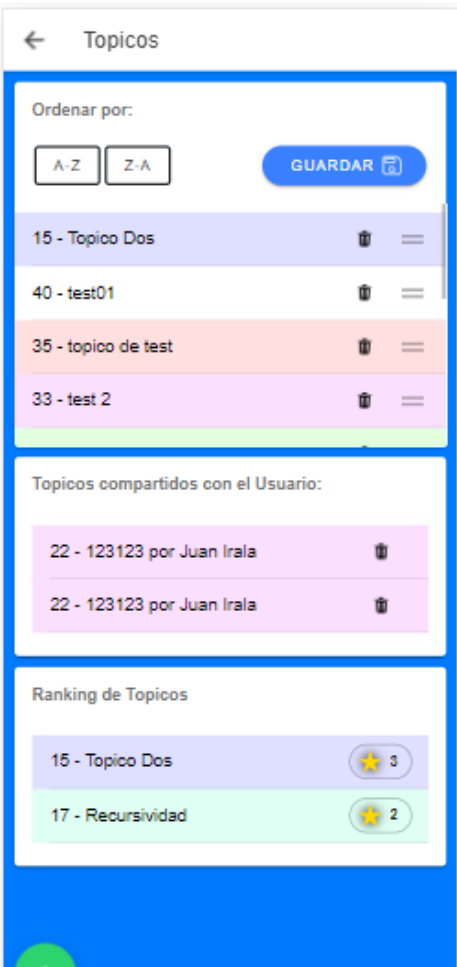 Topicos
Ordenar por:
A-Z Z-A GUARDAR
15 - Topico Dos
40 - test01
35 - topico de test
33 - test 2
Topicos compartidos con el Usuario:
22 - 123123 por Juan Irala
22 - 123123 por Juan Irala
Ranking de Topicos
15 - Topico Dos 3
17 - Recursividad 2